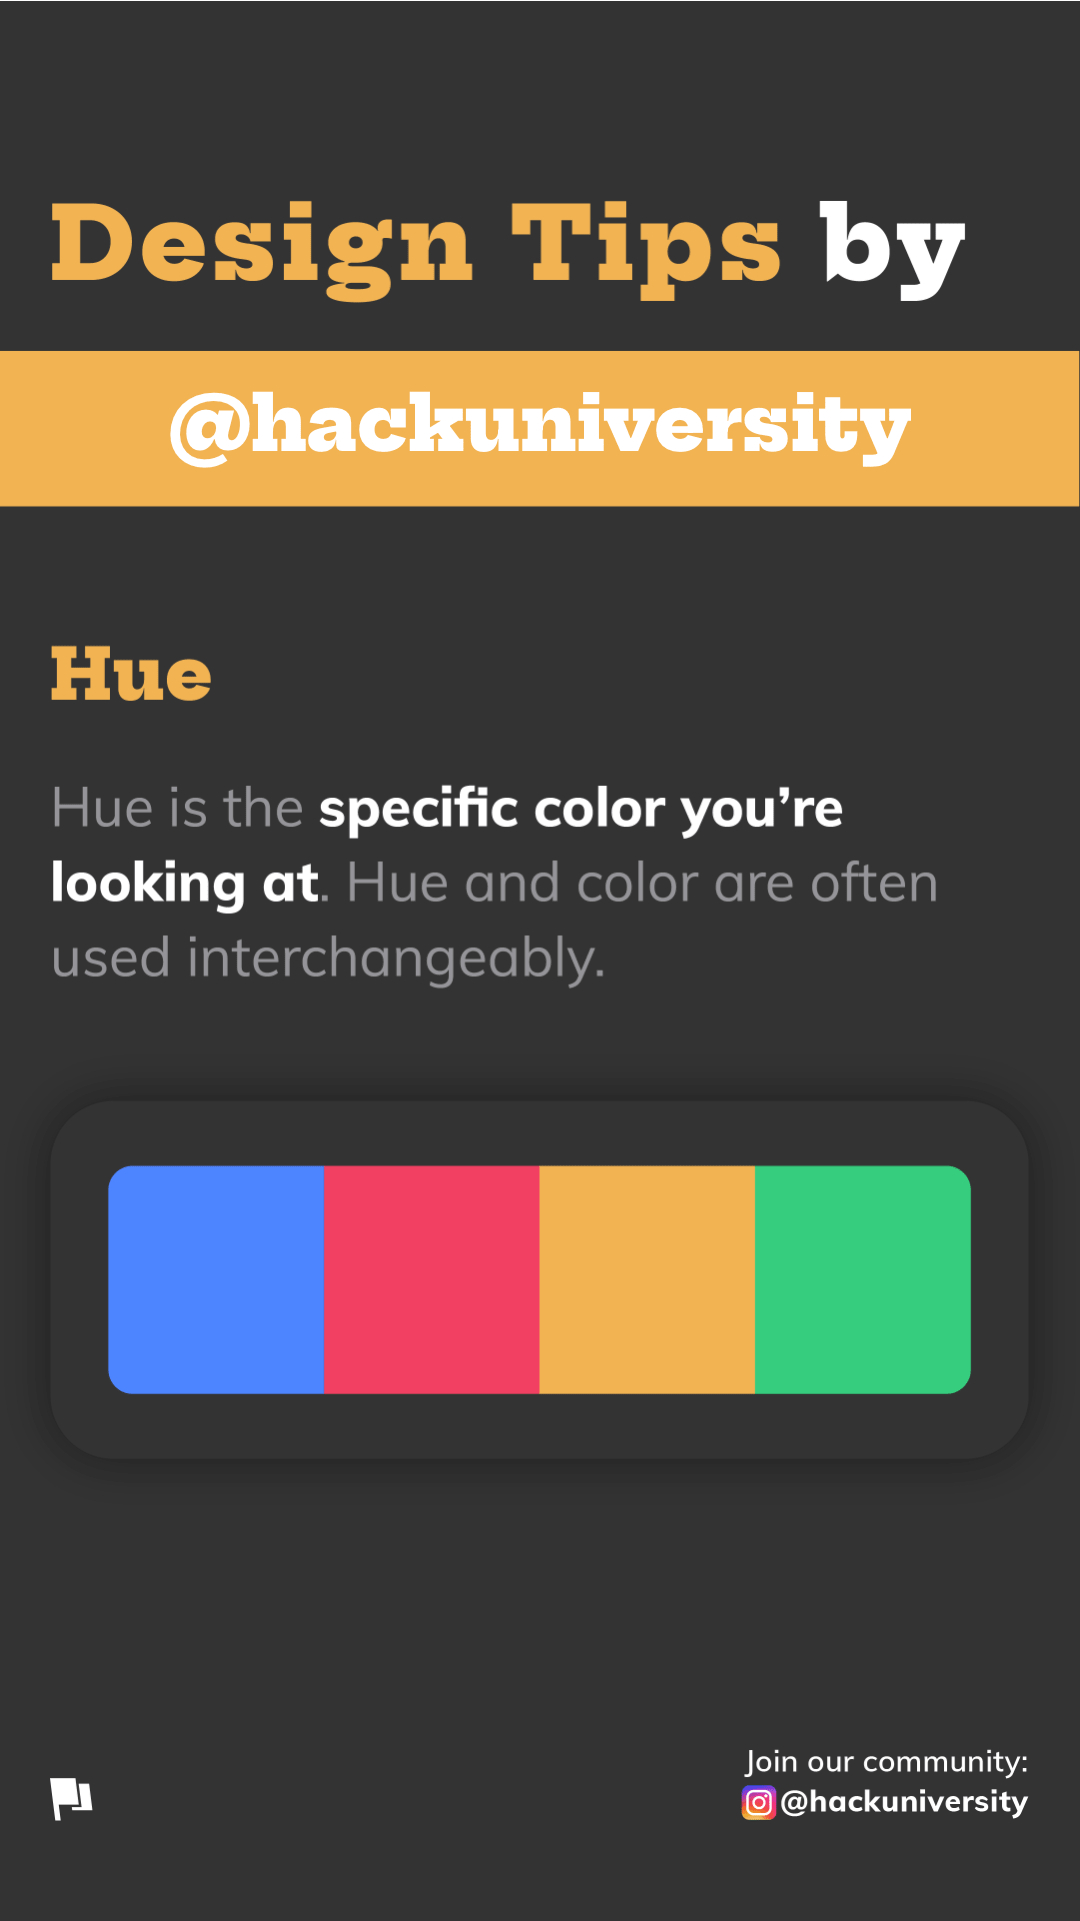 Design Tips by
@hackuniversity
Hue
Hue is the specific color you’re
looking at. Hue and color are often
used interchangeably.
Join our community:
@hackuniversity